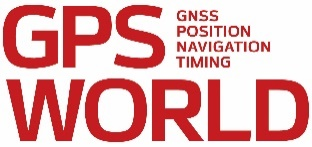 GPS
GNSS
POSITION
NAVIGATION
TIMING
WORLD